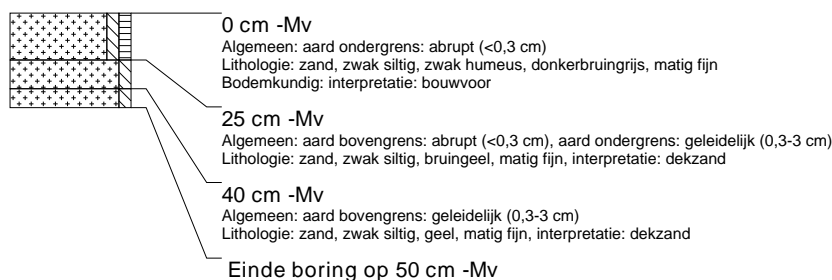 0 cm -Mv
Algemeen: aard ondergrens: abrupt (<0,3 cm)
Lithologie: zand, zwak siltig, zwak humeus, donkerbruingrijs, matig fijn
Bodemkundig: interpretatie: bouwvoor
25 cm -Mv
Algemeen: aard bovengrens: abrupt (<0,3 cm), aard ondergrens: geleidelijk (0,3-3 cm)
Lithologie: zand, zwak siltig, bruingeel, matig fijn, interpretatie: dekzand
40 cm -Mv
Algemeen: aard bovengrens: geleidelijk (0,3-3 cm)
Lithologie: zand, zwak siltig, geel, matig fijn, interpretatie: dekzand
Einde boring op 50 cm -Mv